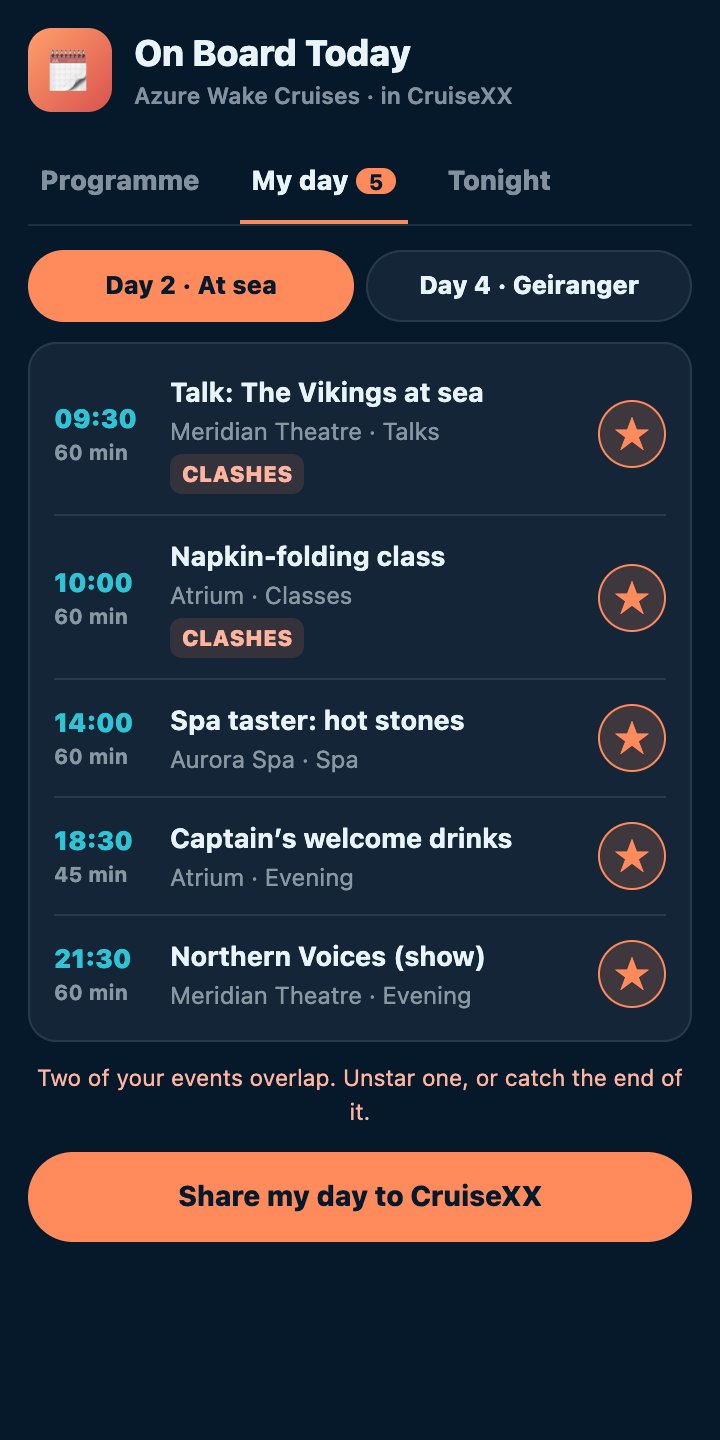 On Board Today
Azure Wake Cruises · in CruiseXX
Programme
My day 5
Tonight
Day 2 · At sea
Day 4 · Geiranger
09:30
60 min
Talk: The Vikings at sea
Meridian Theatre · Talks
CLASHES
10:00
60 min
Napkin-folding class
Atrium · Classes
CLASHES
14:00
60 min
Spa taster: hot stones
Aurora Spa · Spa
18:30
45 min
Captain’s welcome drinks
Atrium · Evening
21:30
60 min
Northern Voices (show)
Meridian Theatre · Evening
Two of your events overlap. Unstar one, or catch the end of
it.
Share my day to CruiseXX